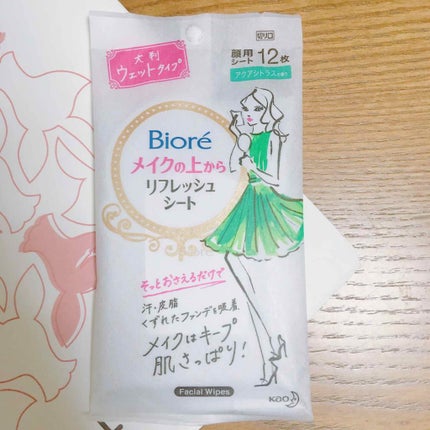 大判
ウェットタイプ
切り口
顔用
シート
12枚
アクアシトラスの香り
Bioré
メイクの上から
リフレッシュ
シート
そっとおさえるだけで
汗・皮脂
くずれたファンデを吸着
メイクはキープ
肌さっぱり!
Facial Wipes
Kao